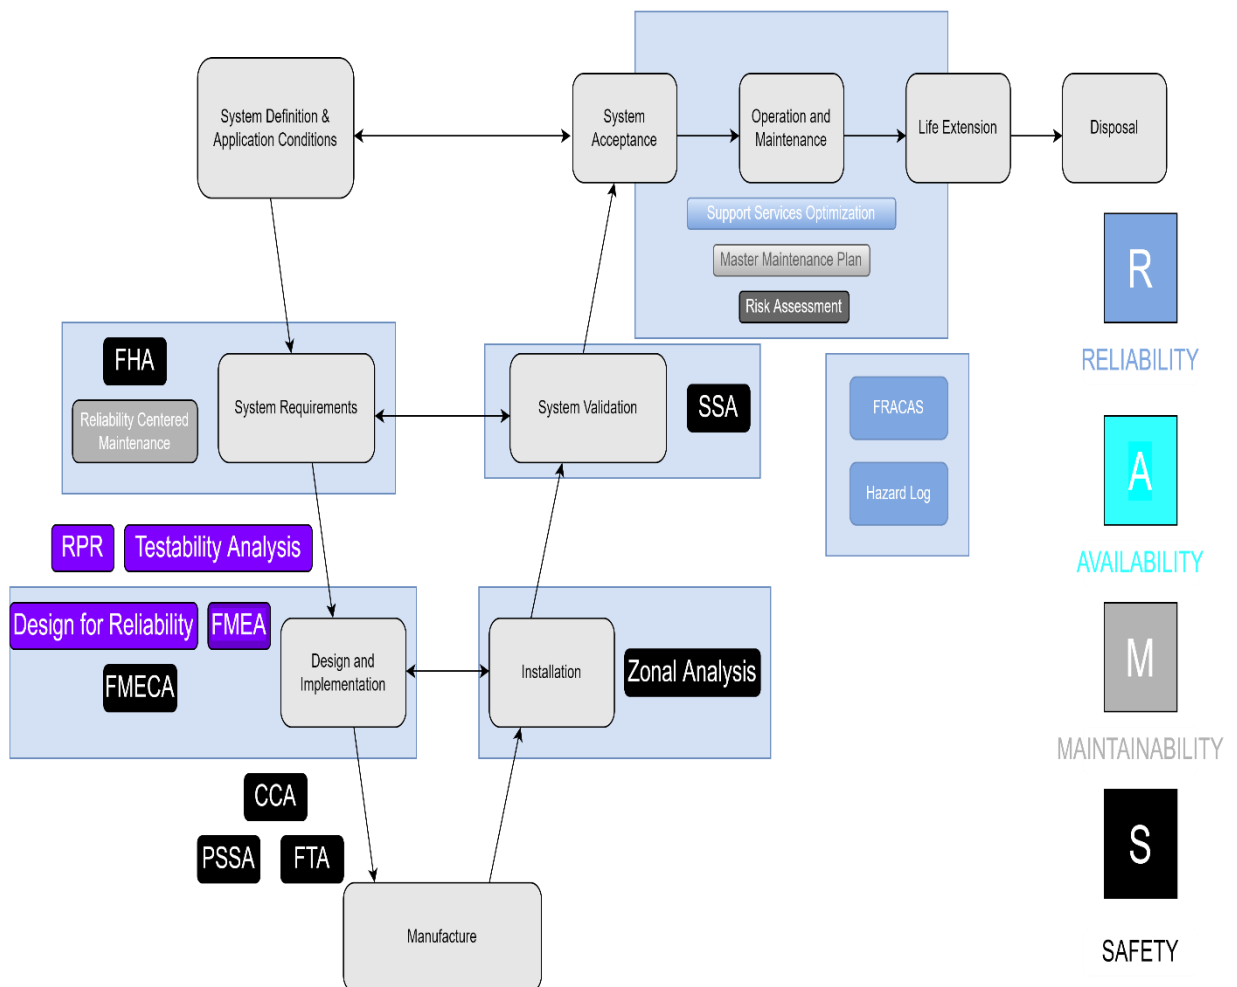 System Definition &
Application Conditions
System
Acceptance
Operation and
Maintenance
Life Extension
Disposal
Support Services Optimization
Master Maintenance Plan
Risk Assessment
R
RELIABILITY
FHA
Reliability Centered
Maintenance
System Requirements
System Validation
SSA
FRACAS
Hazard Log
A
AVAILABILITY
RPR
Testability Analysis
Design for Reliability
FMEA
FMECA
Design and
Implementation
Installation
Zonal Analysis
M
MAINTAINABILITY
CCA
PSSA
FTA
Manufacture
S
SAFETY